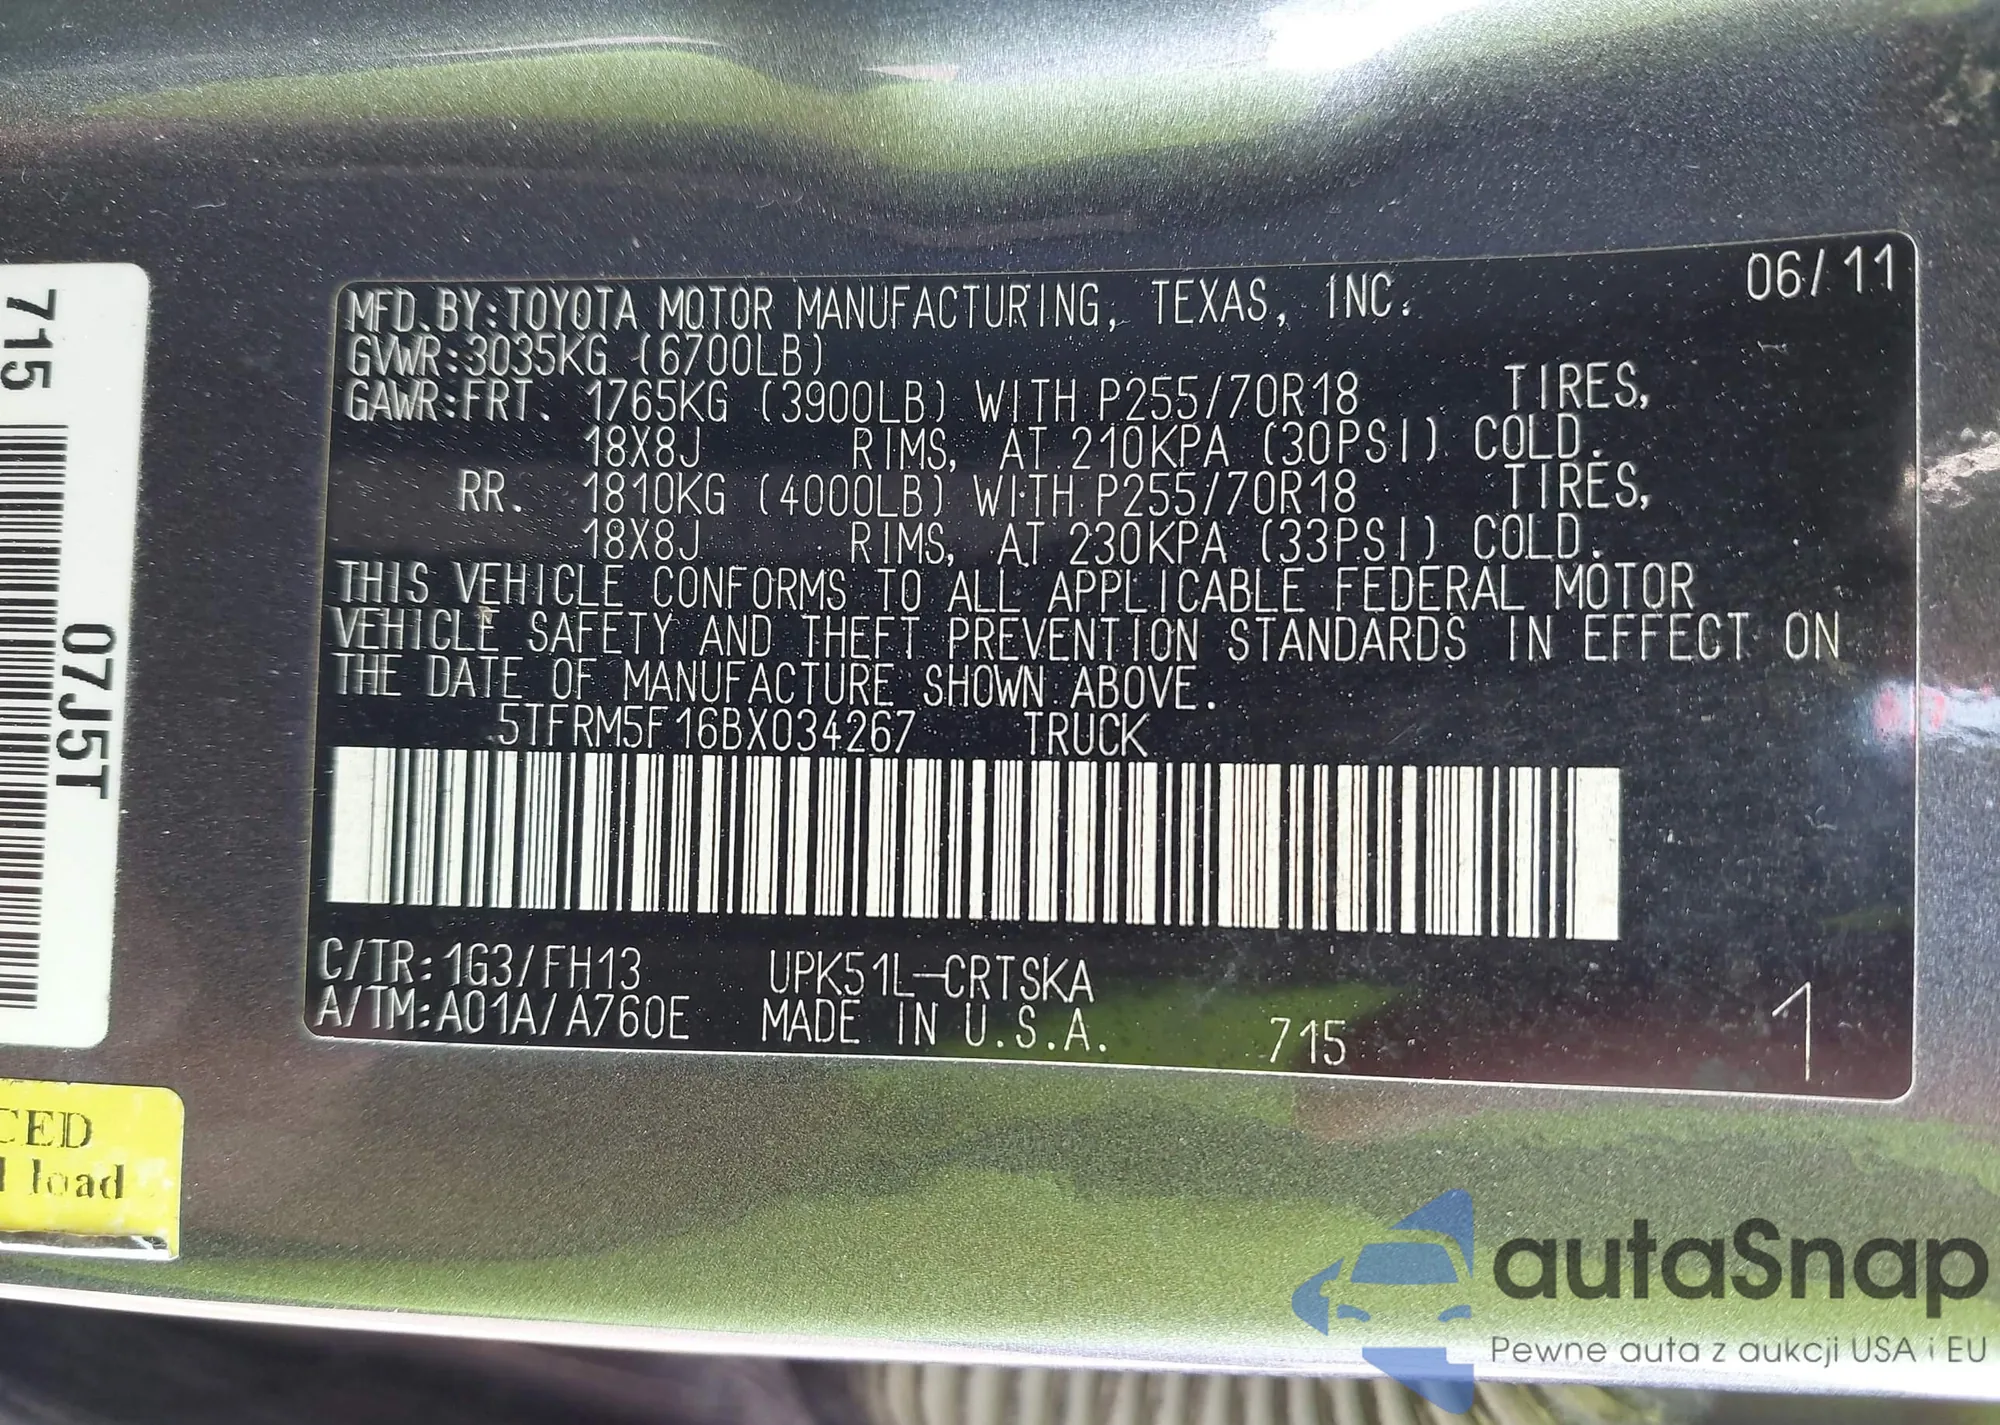 MFD. BY: TOYOTA MOTOR MANUFACTURING, TEXAS, INC. 06/11
GVWR: 3035KG (6700LB)
GAWR: FRT. 1765KG (3900LB) WITH P255/70R18 TIRES,
18X8J RIMS, AT 210KPA (30PSI) COLD.
RR. 1810KG (4000LB) WITH P255/70R18 TIRES,
18X8J RIMS, AT 230KPA (33PSI) COLD.
THIS VEHICLE CONFORMS TO ALL APPLICABLE FEDERAL MOTOR
VEHICLE SAFETY AND THEFT PREVENTION STANDARDS IN EFFECT ON
THE DATE OF MANUFACTURE SHOWN ABOVE.
5TFRM5F16BX034267 TRUCK
C/TR: 1G3/FH13 UPK51L-CRTSKA
A/TM: A01A/A760E MADE IN U.S.A. 715 1
715
07J5T
CED
load
autaSnap
Pewne auta z aukcji USA i EU